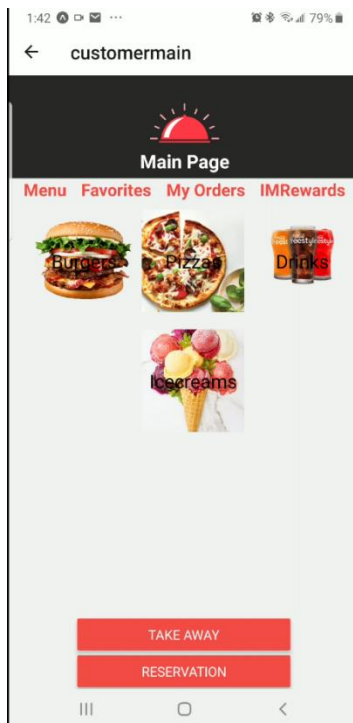 1:42 ... 79%
customermain
Main Page
Menu Favorites My Orders IMRewards
Burgers Pizzas Drinks
Icecreams
TAKE AWAY
RESERVATION